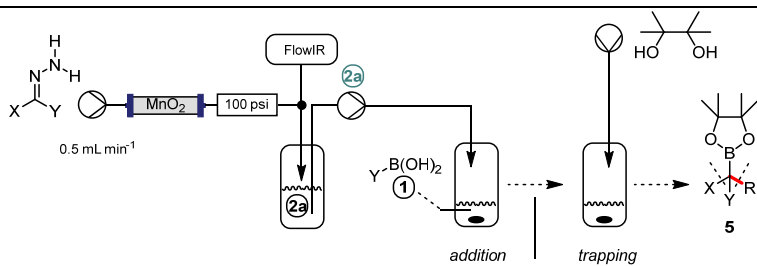 H
N
N
H
X
Y
MnO2
100 psi
0.5 mL min-1
FlowIR
2a
2a
Y
B(OH)2
1
addition
trapping
HO
OH
O
O
B
X
R
Y
5